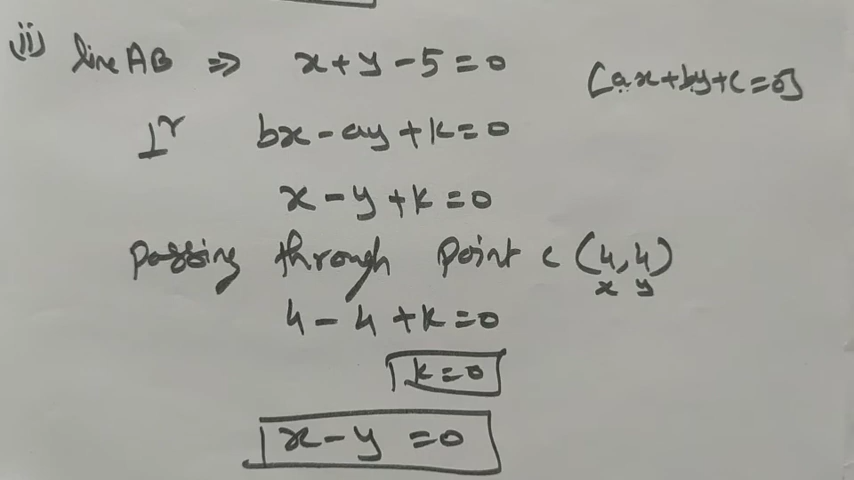 (ii) line AB ⇒ x + y - 5 = 0 [ax + by + c = 0]
⊥r bx - ay + k = 0
x - y + k = 0
Passing through point c (4, 4)
x y
4 - 4 + k = 0
k = 0
x - y = 0